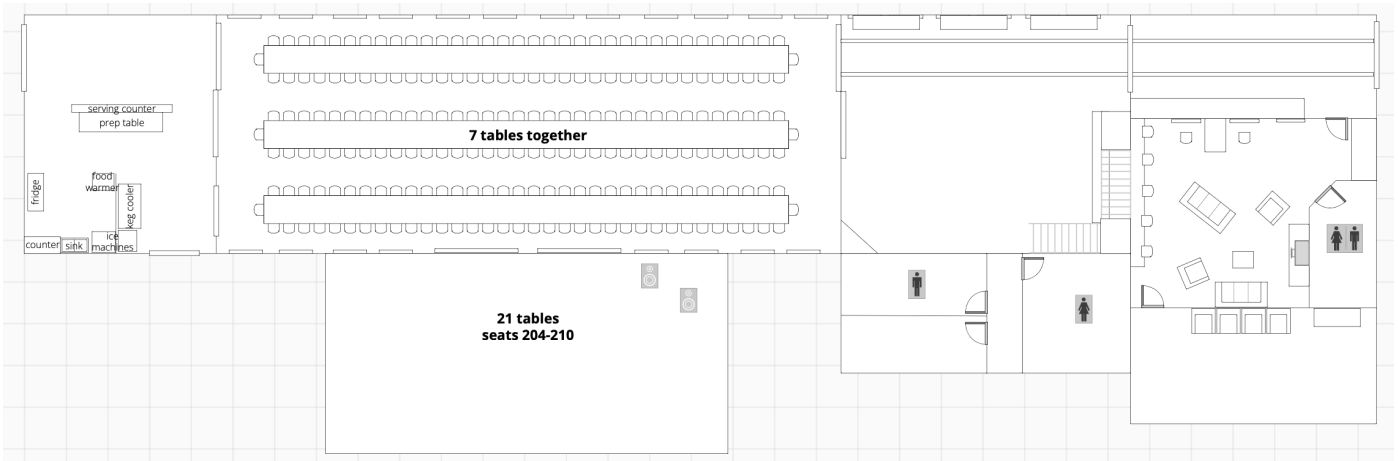 serving counter
prep table
7 tables together
food
warmer
fridge
keg cooler
counter
sink
ice
machines
21 tables
seats 204-210